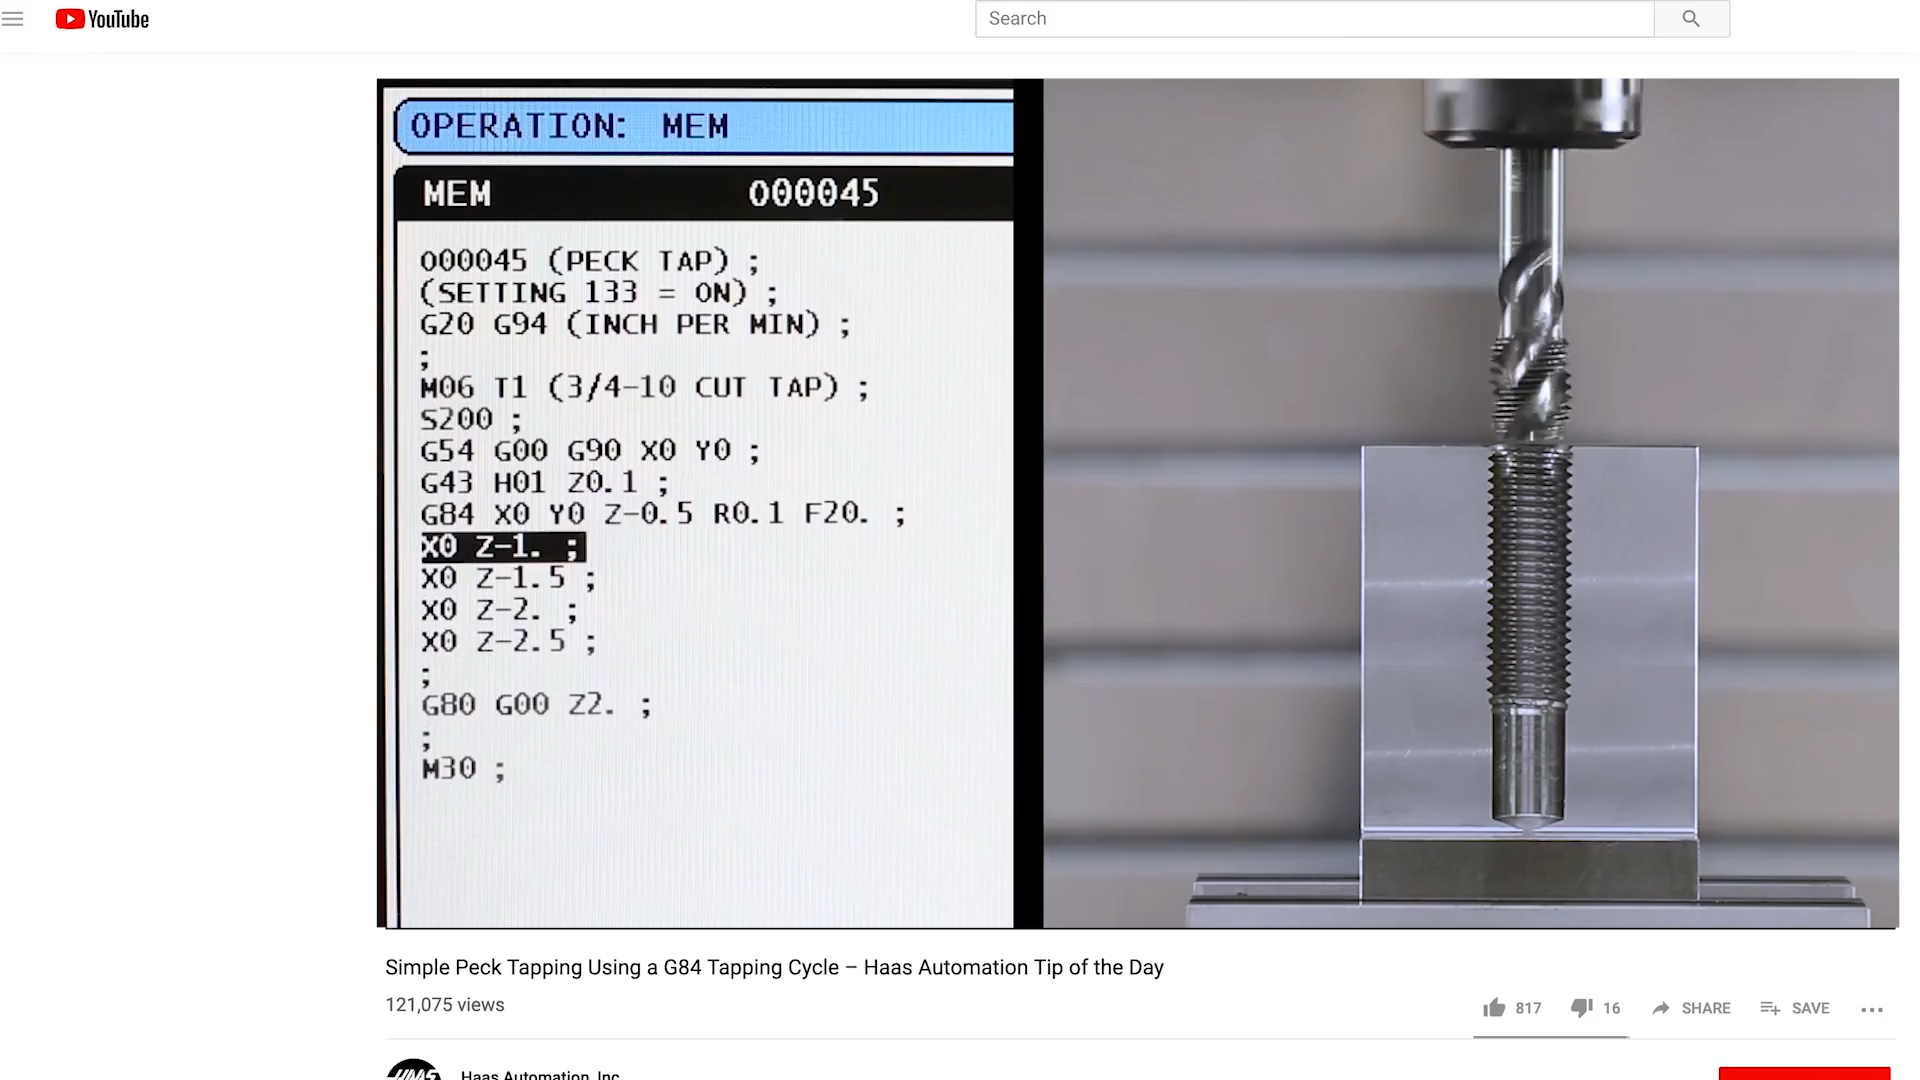 YouTube
Search
OPERATION: MEM
MEM O00045
O00045 (PECK TAP) ;
(SETTING 133 = ON) ;
G20 G94 (INCH PER MIN) ;
;
M06 T1 (3/4-10 CUT TAP) ;
S200 ;
G54 G00 G90 X0 Y0 ;
G43 H01 Z0.1 ;
G84 X0 Y0 Z-0.5 R0.1 F20. ;
X0 Z-1. ;
X0 Z-1.5 ;
X0 Z-2. ;
X0 Z-2.5 ;
;
G80 G00 Z2. ;
;
M30 ;
Simple Peck Tapping Using a G84 Tapping Cycle – Haas Automation Tip of the Day
121,075 views
817 16 SHARE SAVE
HAAS
Haas Automation, Inc.